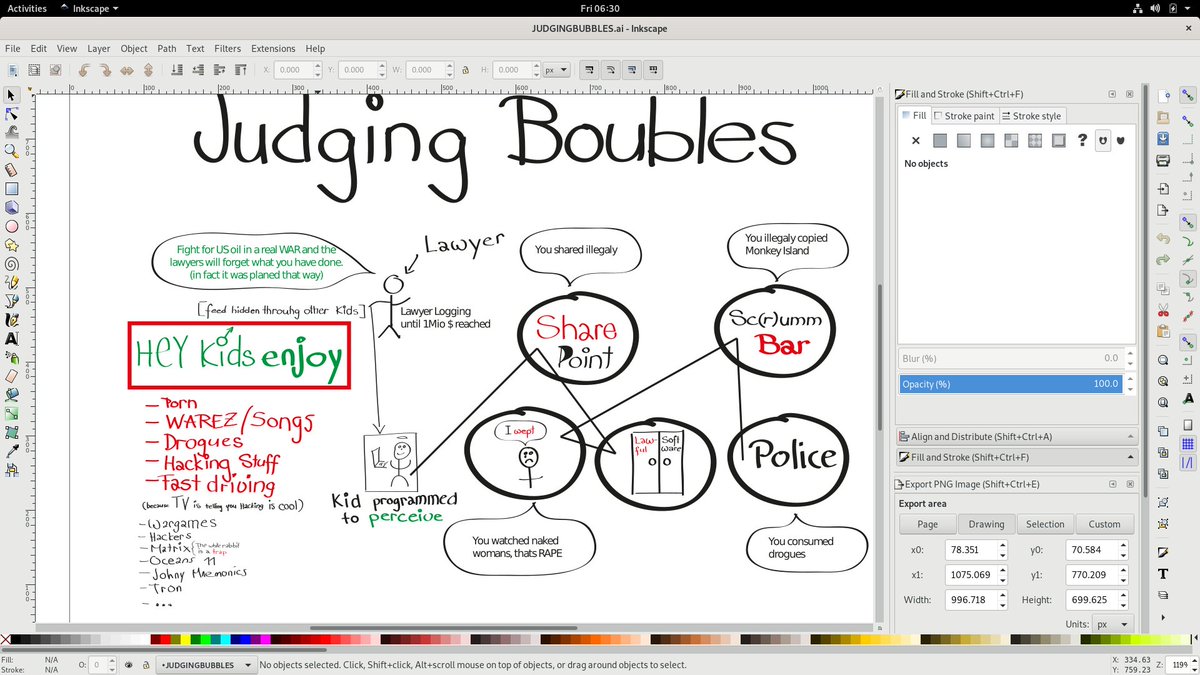 Activities
Inkscape
Fri 06:30
JUDGINGBUBBLES.ai - Inkscape
File Edit View Layer Object Path Text Filters Extensions Help
X: 0.000 Y: 0.000 W: 0.000 H: 0.000 px
Judging Boubles
Fight for US oil in a real WAR and the
lawyers will forget what you have done.
(in fact it was planed that way)
Lawyer
[feed hidden throuhg other Kids]
Lawyer Logging
until 1Mio $ reached
HEY Kids enjoy
— Porn
— WAREZ/Songs
— Drogues
— Hacking Stuff
— Fast driving
(because TV is telling you Hacking is cool)
- Wargames
- Hackers
- Matrix {The white rabbit
is a trap
- Oceans 11
- Johny Mnemonics
- Tron
- ...
Kid programmed
to perceive
You shared illegaly
Share
Point
You illegaly copied
Monkey Island
Sc(r)umm
Bar
I wept
You watched naked
womans, thats RAPE
Law-
ful
Soft
ware
Police
You consumed
drogues
Fill and Stroke (Shift+Ctrl+F)
Fill
Stroke paint
Stroke style
No objects
Blur (%) 0.0
Opacity (%) 100.0
Align and Distribute (Shift+Ctrl+A)
Fill and Stroke (Shift+Ctrl+F)
Export PNG Image (Shift+Ctrl+E)
Export area
Page Drawing Selection Custom
x0: 78.351 y0: 70.584
x1: 1075.069 y1: 770.209
Width: 996.718 Height: 699.625
Units: px
Fill: N/A
Stroke: N/A
O: 0
•JUDGINGBUBBLES
No objects selected. Click, Shift+click, Alt+scroll mouse on top of objects, or drag around objects to select.
X: 334.63
Y: 759.23
Z: 119%